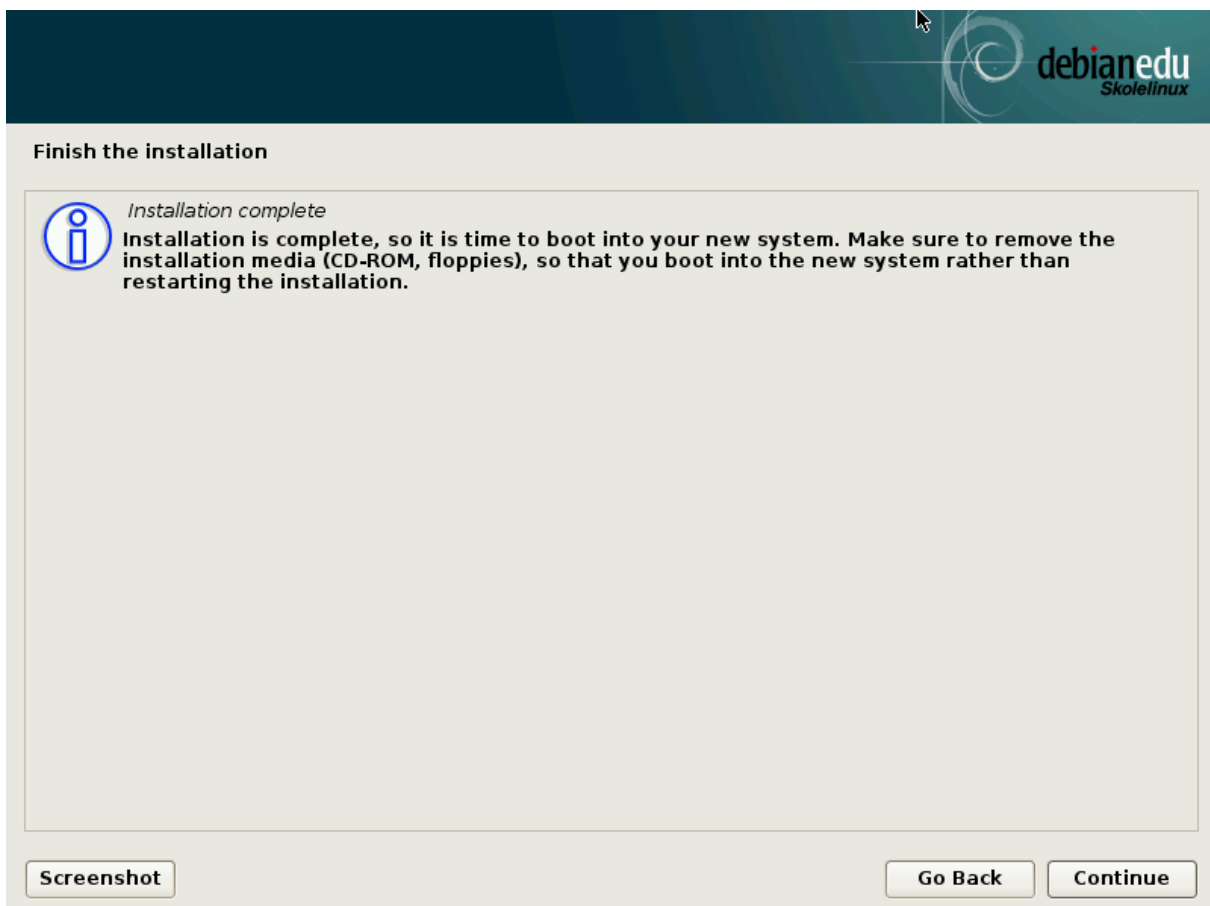 debianedu
Skolelinux
Finish the installation
Installation complete
Installation is complete, so it is time to boot into your new system. Make sure to remove the
installation media (CD-ROM, floppies), so that you boot into the new system rather than
restarting the installation.
Screenshot
Go Back
Continue